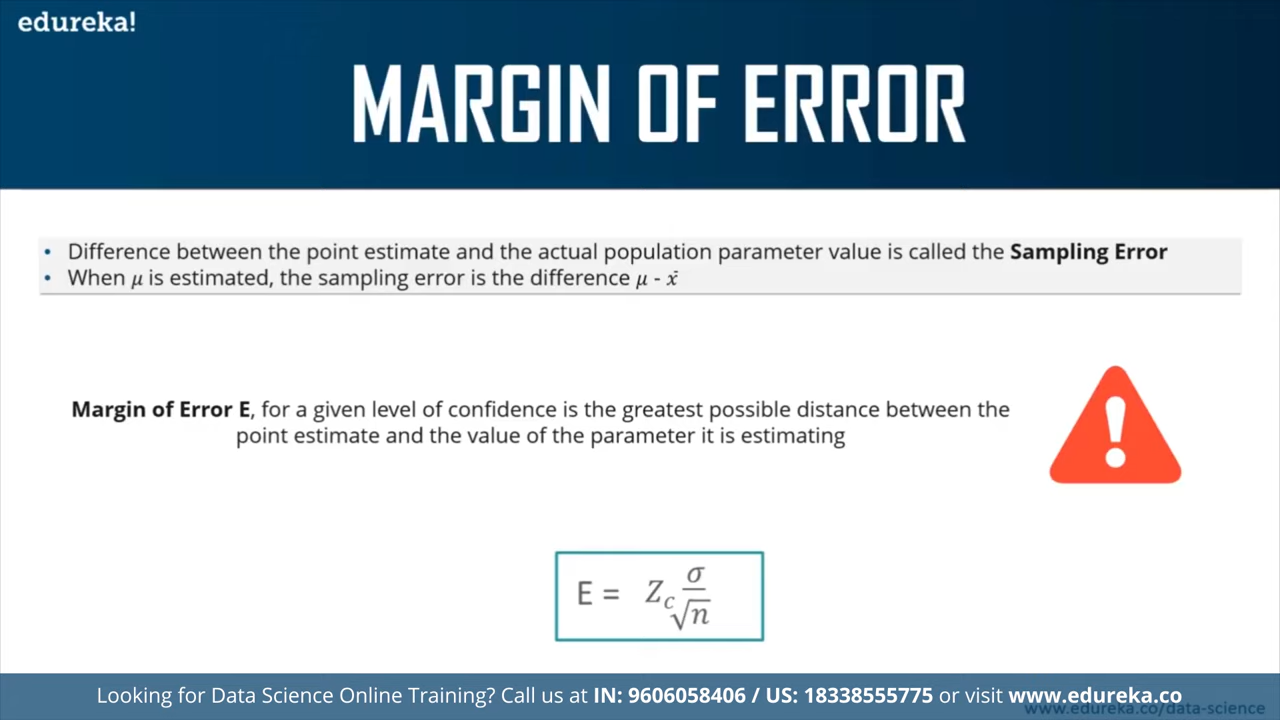 edureka!
MARGIN OF ERROR
• Difference between the point estimate and the actual population parameter value is called the Sampling Error
• When μ is estimated, the sampling error is the difference μ - x̄
Margin of Error E, for a given level of confidence is the greatest possible distance between the
point estimate and the value of the parameter it is estimating
E = Z_c σ/√n
Looking for Data Science Online Training? Call us at IN: 9606058406 / US: 18338555775 or visit www.edureka.co
www.edureka.co/data-science